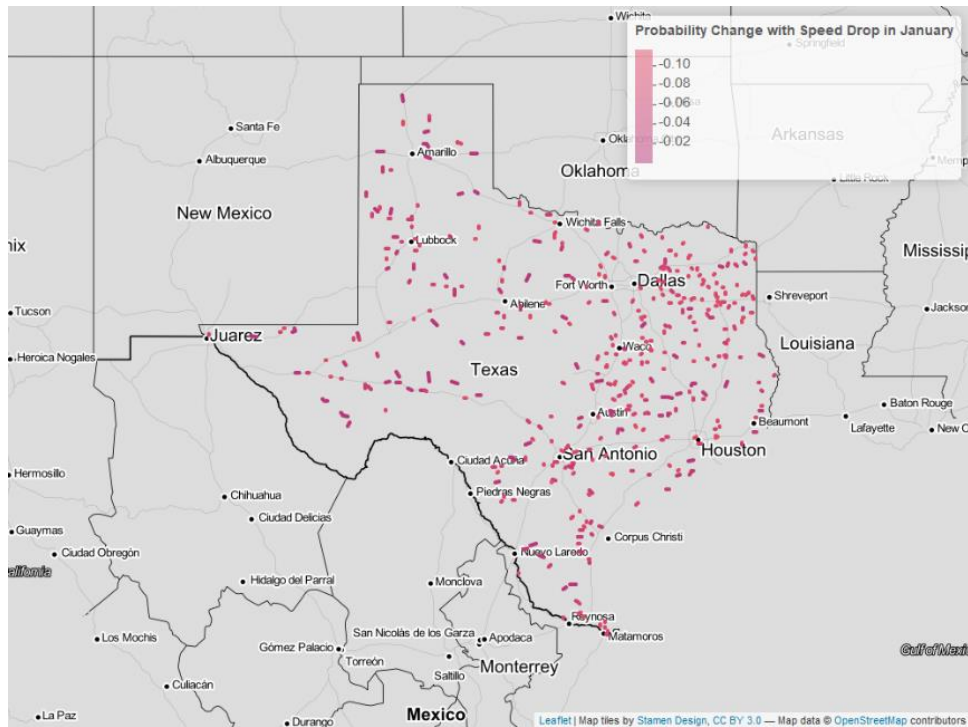 Wichita
Probability Change with Speed Drop in January
Springfield
-0.10
-0.08
-0.06
-0.04
-0.02
Santa Fe
Amarillo
Arkansas
Albuquerque
Oklahoma
Little Rock
New Mexico
Wichita Falls
Lubbock
Mississip
Dallas
Fort Worth
Shreveport
Abilene
Jackson
Tucson
Juarez
Waco
Louisiana
Heroica Nogales
Texas
Baton Rouge
Austin
Beaumont
Lafayette
New O
San Antonio
Houston
Ciudad Acuña
Hermosillo
Piedras Negras
Chihuahua
Ciudad Delicias
Guaymas
Corpus Christi
Ciudad Obregón
Nuevo Laredo
Hidalgo del Parral
Monclova
Reynosa
Matamoros
Los Mochis
San Nicolás de los Garza
Apodaca
Gómez Palacio
Torreón
Monterrey
Gulf of Mexic
Saltillo
Culiacán
La Paz
Durango
México
Leaflet | Map tiles by Stamen Design, CC BY 3.0 — Map data © OpenStreetMap contributors